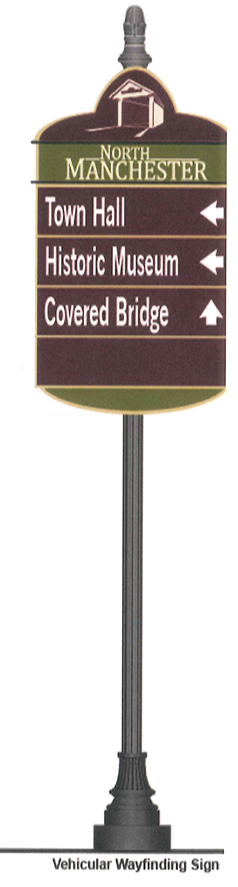 NORTH
MANCHESTER
Town Hall
Historic Museum
Covered Bridge
Vehicular Wayfinding Sign